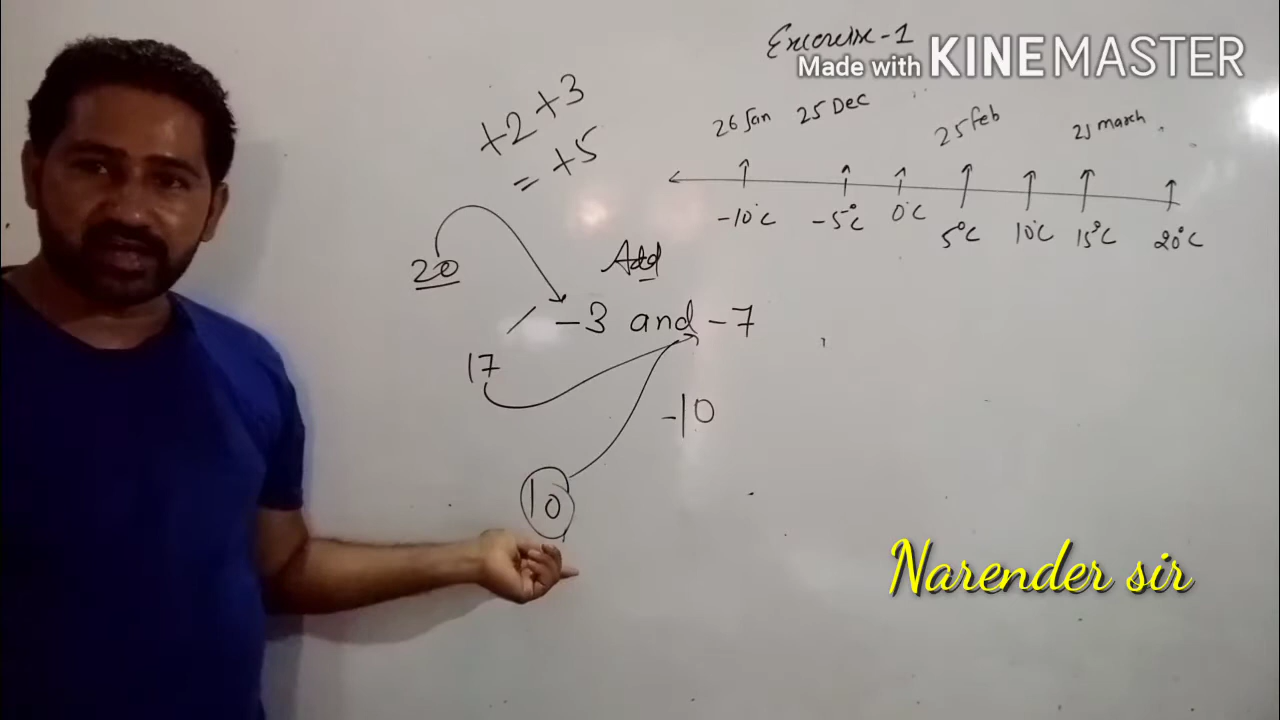 Exercise-1
Made with KINEMASTER
26 Jan 25 Dec 25 feb 21 march
-10°C -5°C 0°C 5°C 10°C 15°C 20°C
+2+3
= +5
20
Add
-3 and -7
17
-10
10
Narender sir